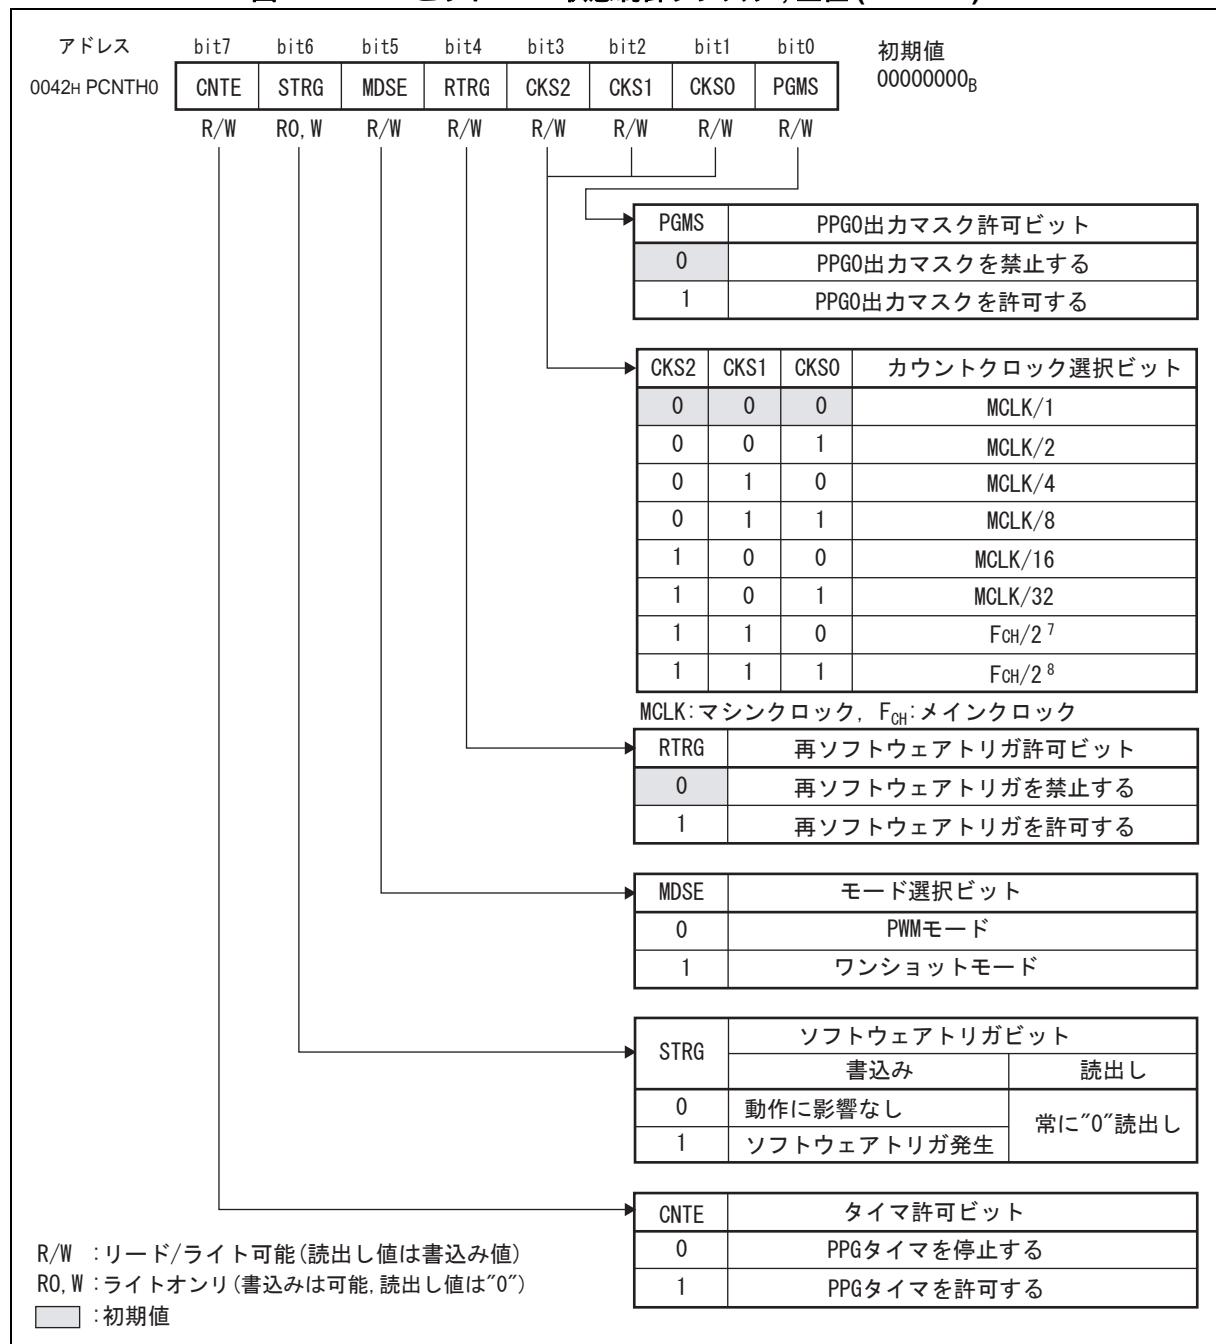 アドレス bit7 bit6 bit5 bit4 bit3 bit2 bit1 bit0 初期値
0042H PCNTH0 CNTE STRG MDSE RTRG CKS2 CKS1 CKS0 PGMS 00000000B
R/W R0,W R/W R/W R/W R/W R/W R/W
PGMS PPG0出力マスク許可ビット
0 PPG0出力マスクを禁止する
1 PPG0出力マスクを許可する
CKS2 CKS1 CKS0 カウントクロック選択ビット
0 0 0 MCLK/1
0 0 1 MCLK/2
0 1 0 MCLK/4
0 1 1 MCLK/8
1 0 0 MCLK/16
1 0 1 MCLK/32
1 1 0 FCH/2 7
1 1 1 FCH/2 8
MCLK:マシンクロック, FCH:メインクロック
RTRG 再ソフトウェアトリガ許可ビット
0 再ソフトウェアトリガを禁止する
1 再ソフトウェアトリガを許可する
MDSE モード選択ビット
0 PWMモード
1 ワンショットモード
STRG ソフトウェアトリガビット
書込み 読出し
0 動作に影響なし 常に"0"読出し
1 ソフトウェアトリガ発生
CNTE タイマ許可ビット
0 PPGタイマを停止する
1 PPGタイマを許可する
R/W :リード/ライト可能(読出し値は書込み値)
R0,W :ライトオンリ(書込みは可能,読出し値は"0")
:初期値